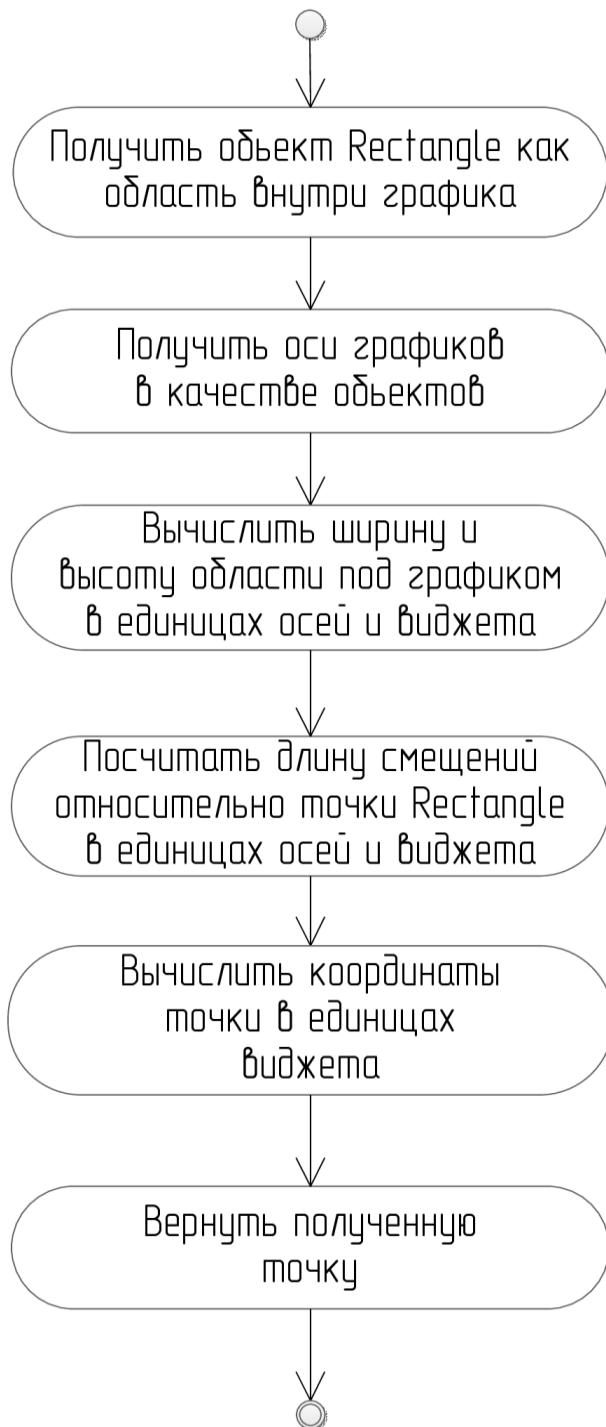 Получить обьект Rectangle как
область внутри графика
Получить оси графиков
в качестве обьектов
Вычислить ширину и
высоту области под графиком
в единицах осей и виджета
Посчитать длину смещений
относительно точки Rectangle
в единицах осей и виджета
Вычислить координаты
точки в единицах
виджета
Вернуть полученную
точку